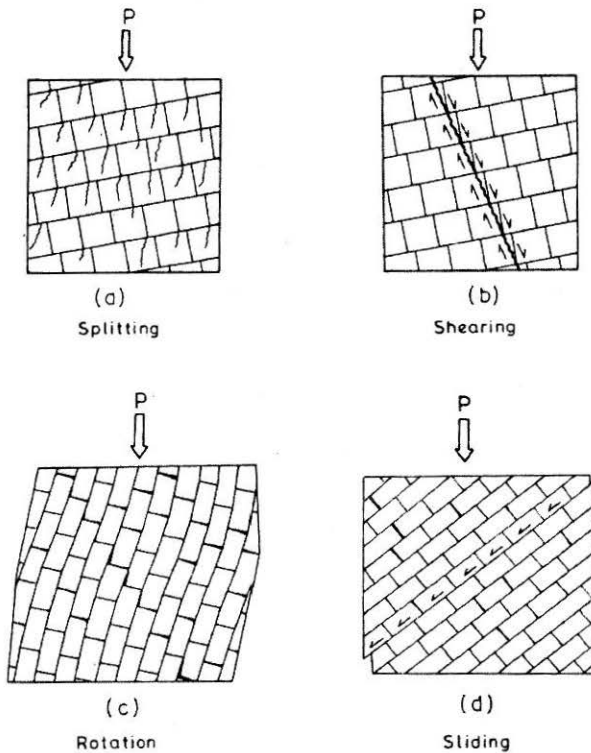 P
P
(a)
(b)
Splitting
Shearing
P
P
(c)
(d)
Rotation
Sliding